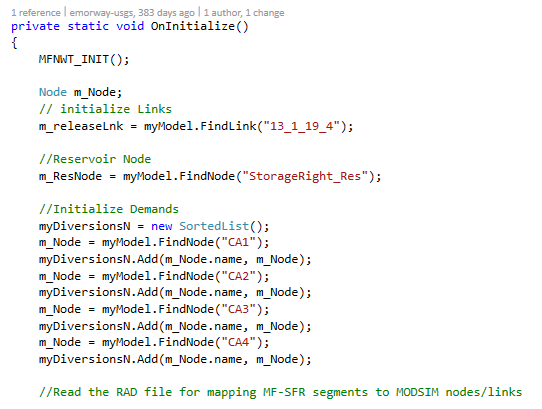 1 reference | emorway-usgs, 383 days ago | 1 author, 1 change
private static void OnInitialize()
{
    MFNWT_INIT();

    Node m_Node;
    // initialize Links
    m_releaseLnk = myModel.FindLink("13_1_19_4");

    //Reservoir Node
    m_ResNode = myModel.FindNode("StorageRight_Res");

    //Initialize Demands
    myDiversionsN = new SortedList();
    m_Node = myModel.FindNode("CA1");
    myDiversionsN.Add(m_Node.name, m_Node);
    m_Node = myModel.FindNode("CA2");
    myDiversionsN.Add(m_Node.name, m_Node);
    m_Node = myModel.FindNode("CA3");
    myDiversionsN.Add(m_Node.name, m_Node);
    m_Node = myModel.FindNode("CA4");
    myDiversionsN.Add(m_Node.name, m_Node);

    //Read the RAD file for mapping MF-SFR segments to MODSIM nodes/links